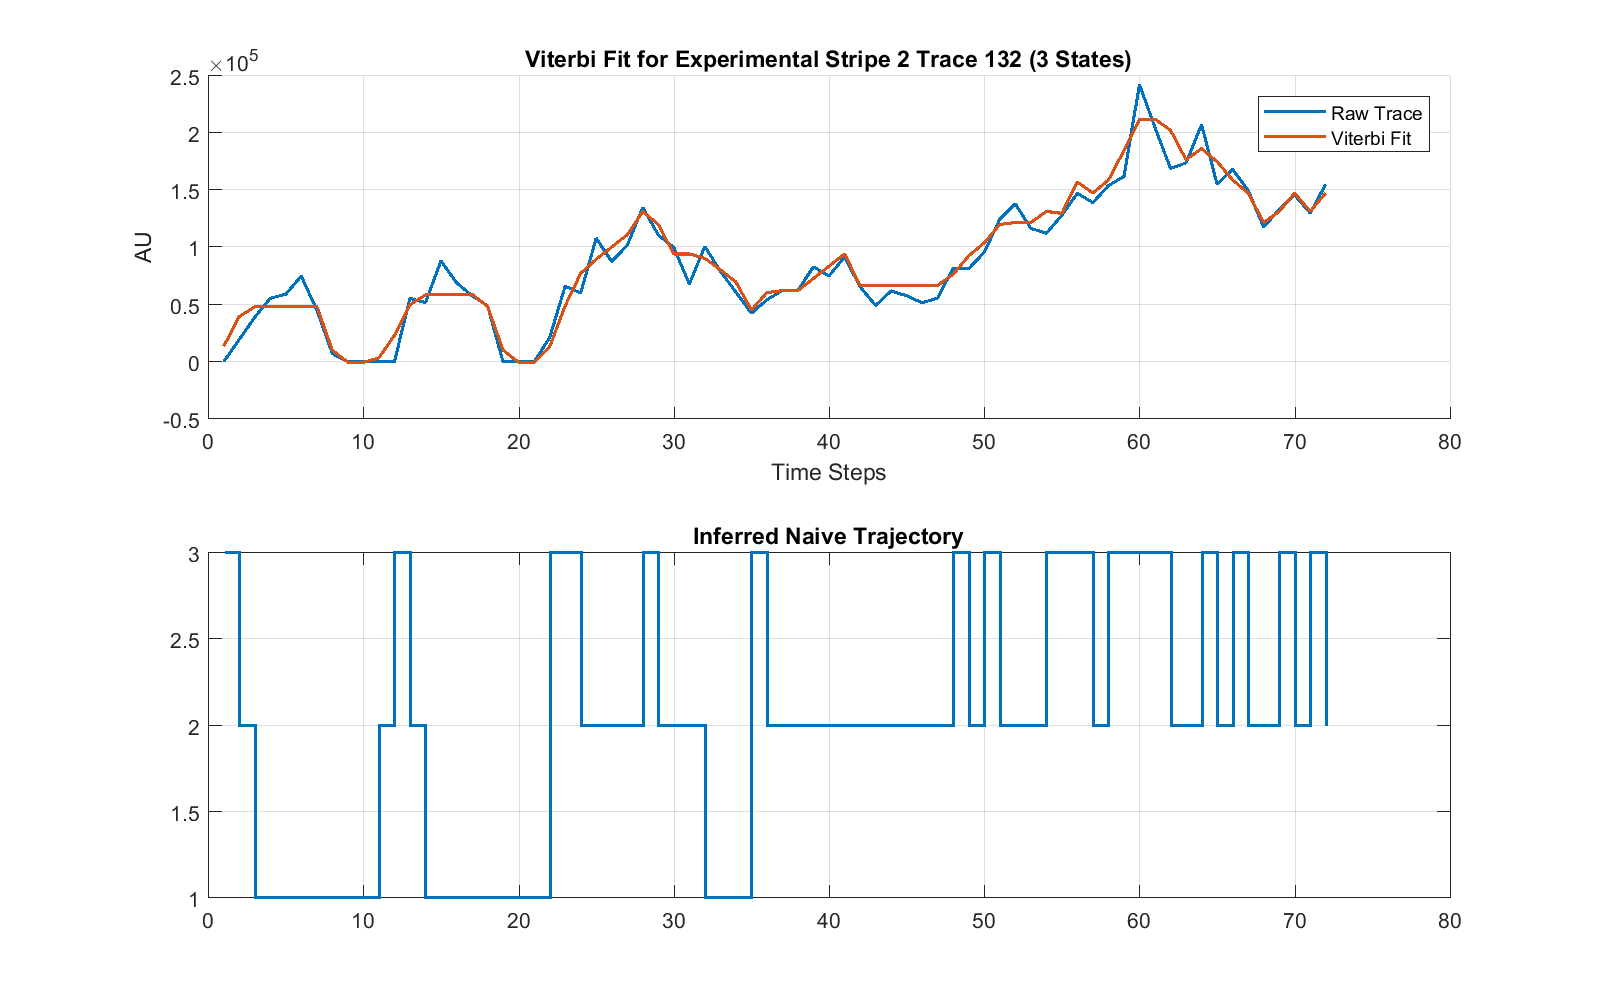 Viterbi Fit for Experimental Stripe 2 Trace 132 (3 States)
×10^5
2.5
2
1.5
1
0.5
0
-0.5
AU
Raw Trace
Viterbi Fit
0 10 20 30 40 50 60 70 80
Time Steps
Inferred Naive Trajectory
3
2.5
2
1.5
1
0 10 20 30 40 50 60 70 80